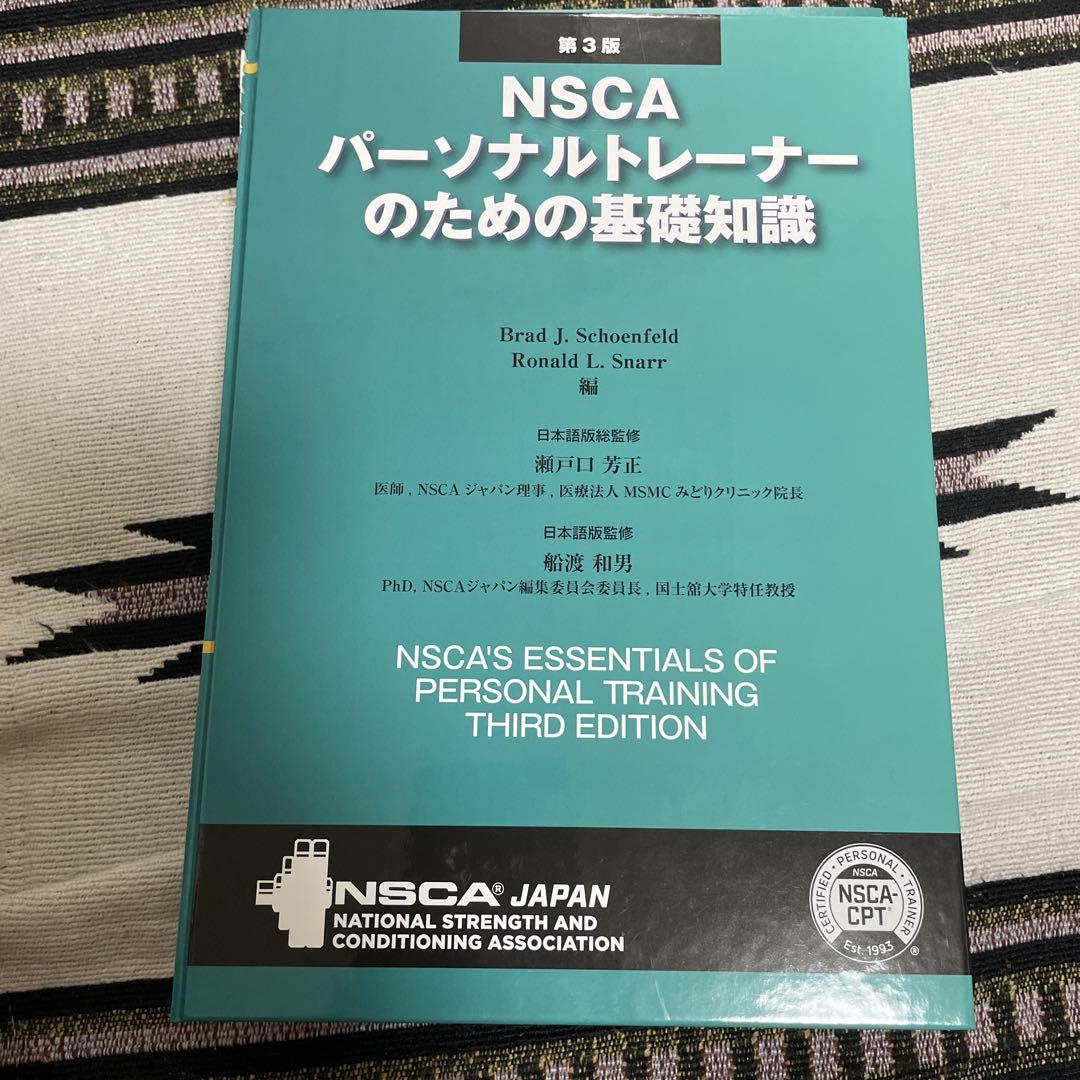 第3版
NSCA
パーソナルトレーナー
のための基礎知識
Brad J. Schoenfeld
Ronald L. Snarr
編
日本語版総監修
瀬戸口 芳正
医師, NSCA ジャパン理事, 医療法人 MSMC みどりクリニック院長
日本語版監修
船渡 和男
PhD, NSCAジャパン編集委員会委員長, 国士舘大学特任教授
NSCA'S ESSENTIALS OF
PERSONAL TRAINING
THIRD EDITION
NSCA® JAPAN
NATIONAL STRENGTH AND
CONDITIONING ASSOCIATION
CERTIFIED • PERSONAL • TRAINER
NSCA
NSCA-
CPT®
Est. 1993
®